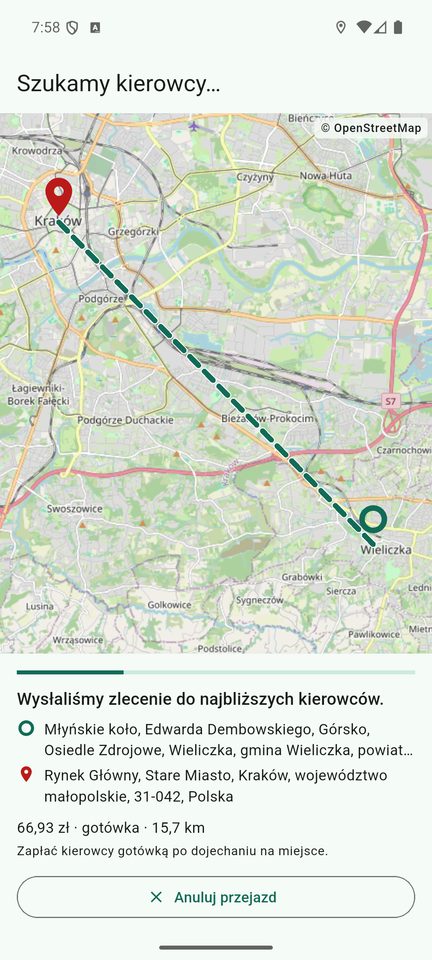 7:58
Szukamy kierowcy...
© OpenStreetMap
Bieńczyce
Krowodrza
Czyżyny
Nowa Huta
Kraków
Grzegórzki
Podgórze
S7
Łagiewniki-
Borek Fałęcki
Podgórze Duchackie
Bieżanów-Prokocim
Czarnochowi
Swoszowice
Wieliczka
Grabówki
Siercza
Ledni
Lusina
Golkowice
Sygneczów
Pawlikowice
Mietn
Wrząsowice
Podstolice
Wysłaliśmy zlecenie do najbliższych kierowców.
Młyńskie koło, Edwarda Dembowskiego, Górsko,
Osiedle Zdrojowe, Wieliczka, gmina Wieliczka, powiat...
Rynek Główny, Stare Miasto, Kraków, województwo
małopolskie, 31-042, Polska
66,93 zł · gotówka · 15,7 km
Zapłać kierowcy gotówką po dojechaniu na miejsce.
Anuluj przejazd